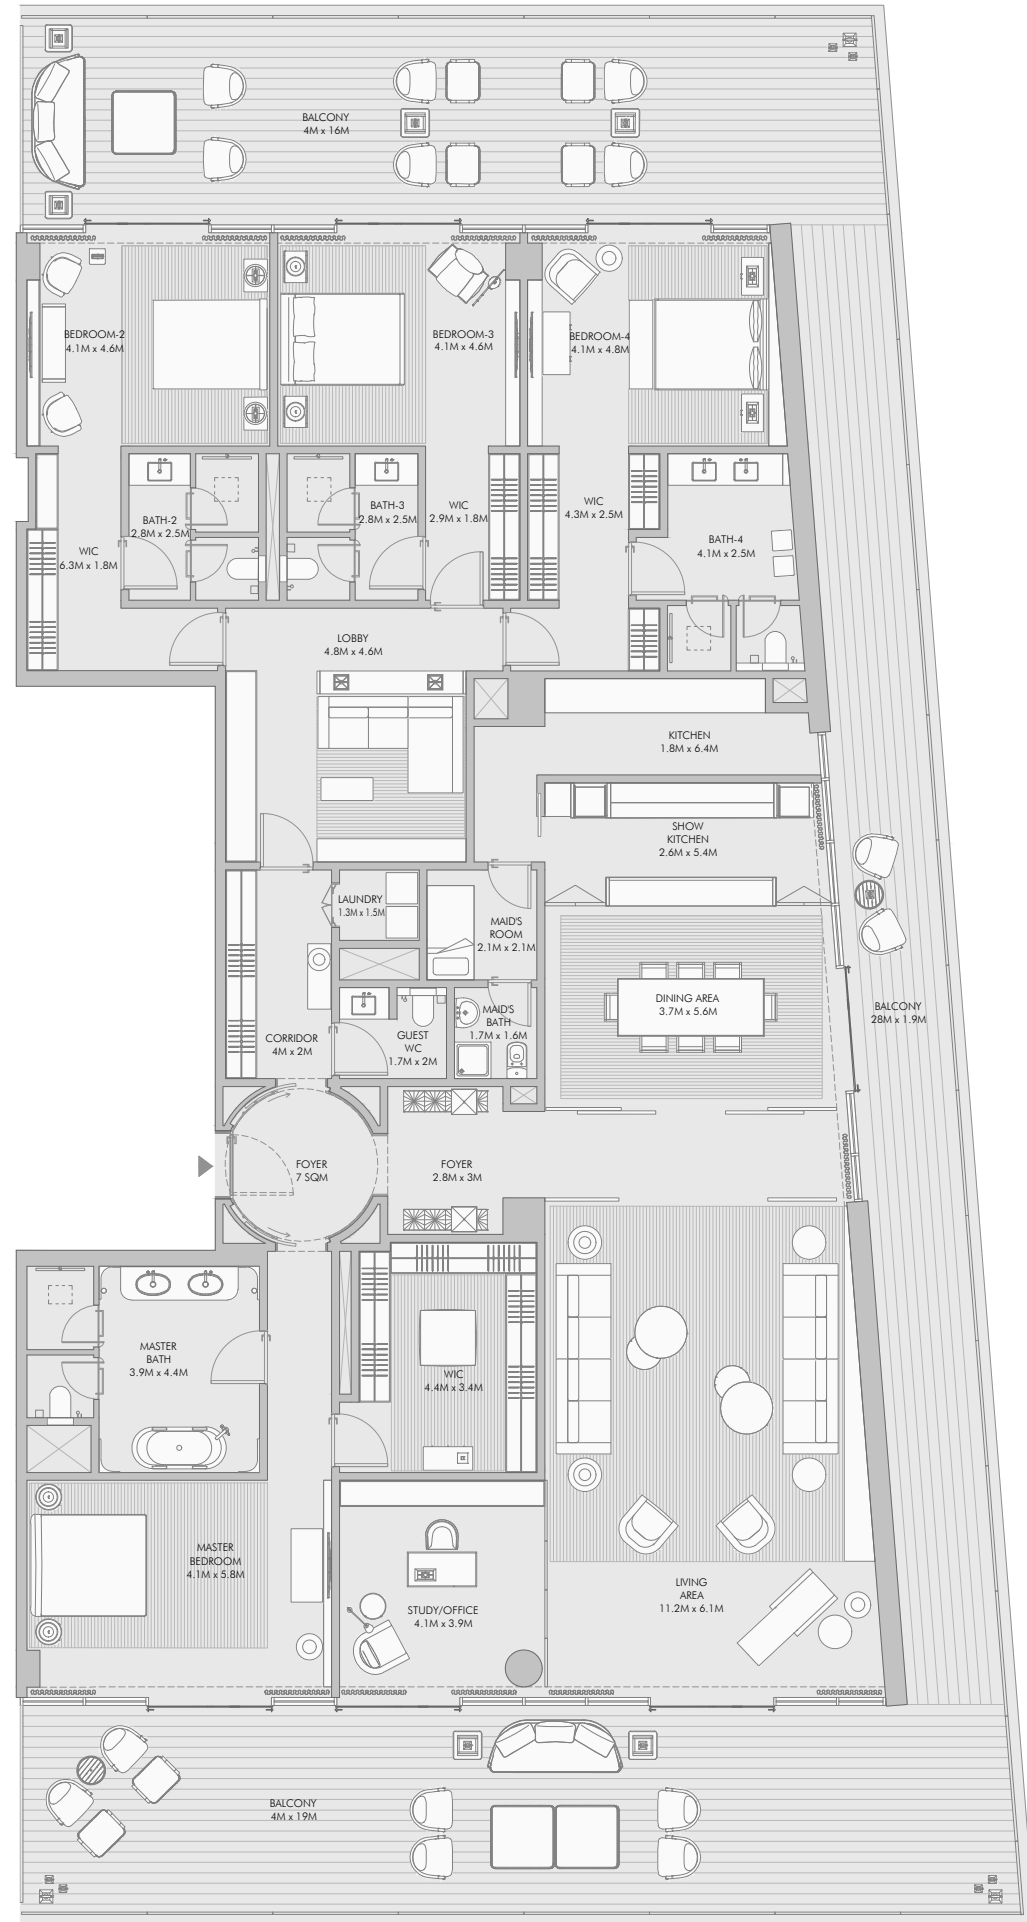 BALCONY
4M x 16M
BEDROOM-2
4.1M x 4.6M
BEDROOM-3
4.1M x 4.6M
BEDROOM-4
4.1M x 4.8M
BATH-2
2.8M x 2.5M
BATH-3
2.8M x 2.5M
WIC
2.9M x 1.8M
WIC
4.3M x 2.5M
BATH-4
4.1M x 2.5M
WIC
6.3M x 1.8M
LOBBY
4.8M x 4.6M
KITCHEN
1.8M x 6.4M
SHOW
KITCHEN
2.6M x 5.4M
LAUNDRY
1.3M x 1.5M
MAID'S
ROOM
2.1M x 2.1M
DINING AREA
3.7M x 5.6M
BALCONY
28M x 1.9M
CORRIDOR
4M x 2M
GUEST
WC
1.7M x 2M
MAID'S
BATH
1.7M x 1.6M
FOYER
7 SQM
FOYER
2.8M x 3M
MASTER
BATH
3.9M x 4.4M
WIC
4.4M x 3.4M
MASTER
BEDROOM
4.1M x 5.8M
STUDY/OFFICE
4.1M x 3.9M
LIVING
AREA
11.2M x 6.1M
BALCONY
4M x 19M